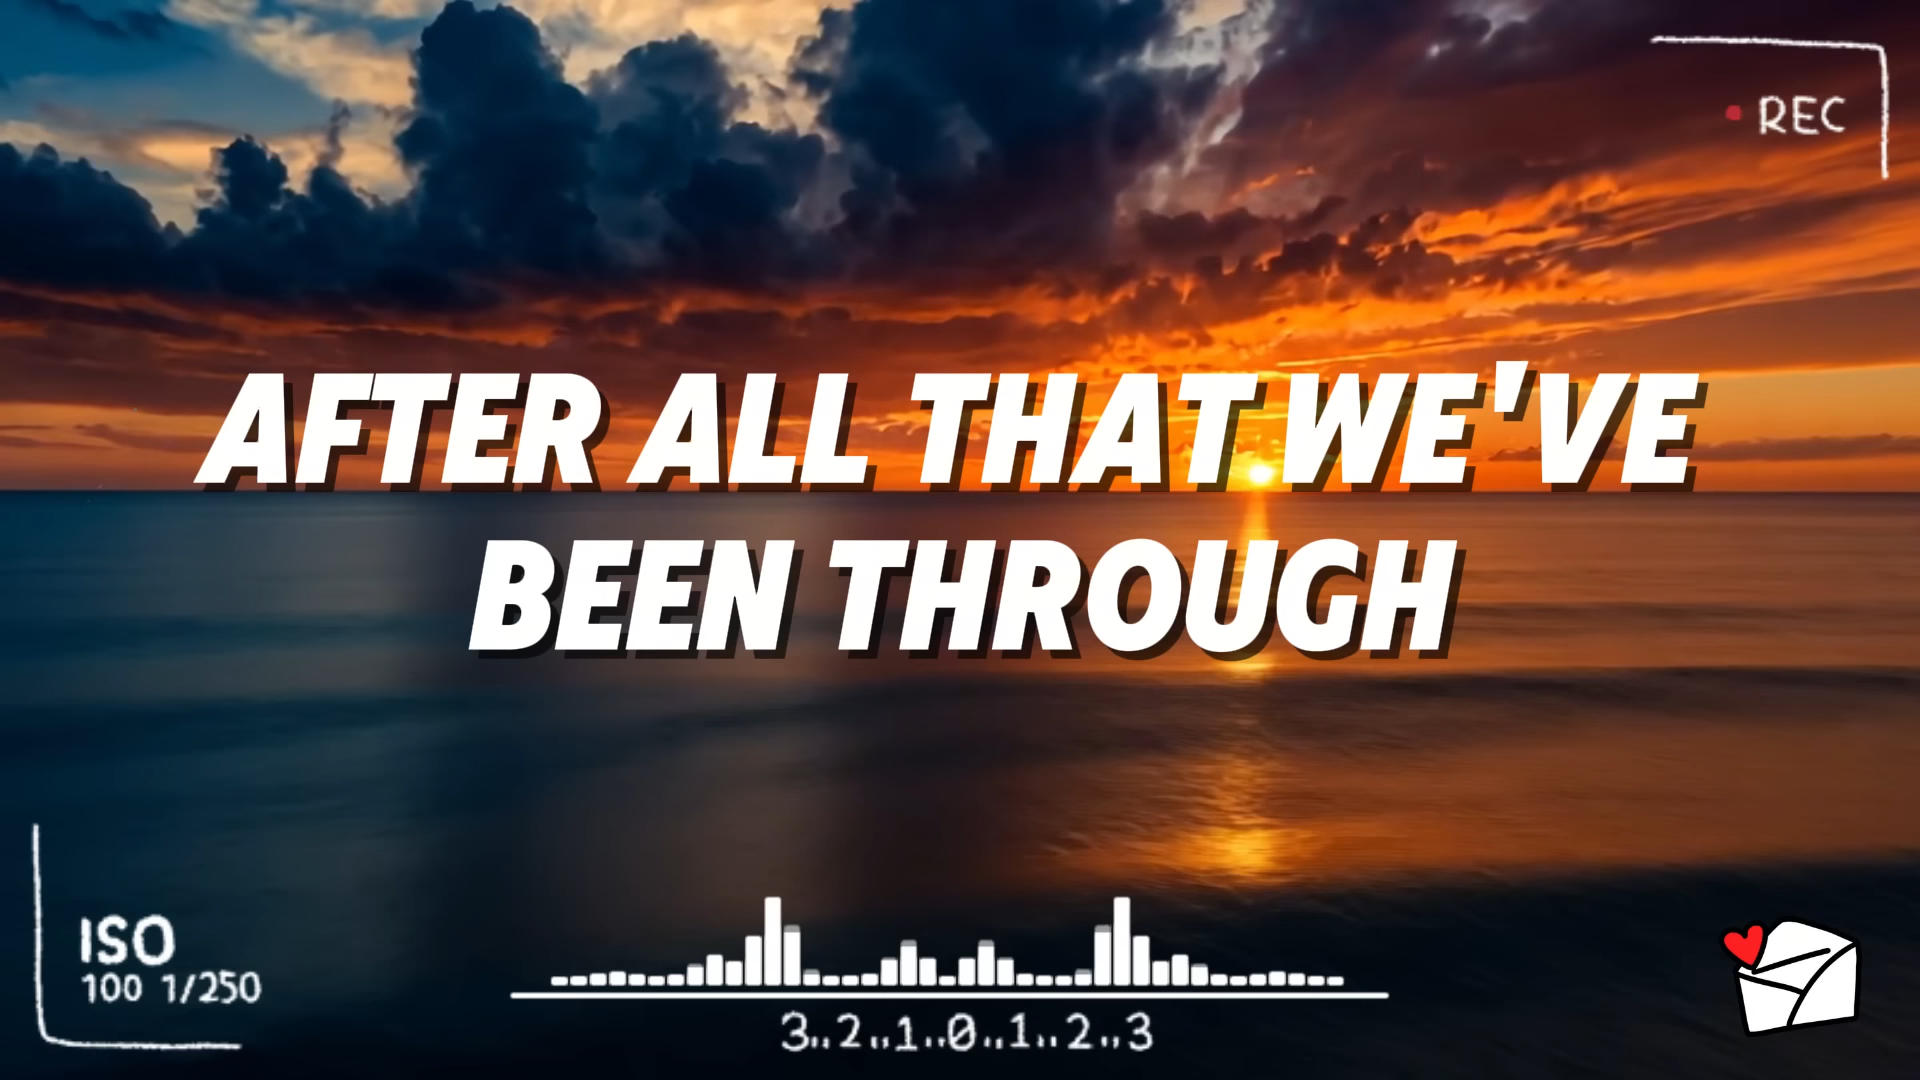 REC
AFTER ALL THAT WE'VE
BEEN THROUGH
ISO
100 1/250
3..2..1..0..1..2..3